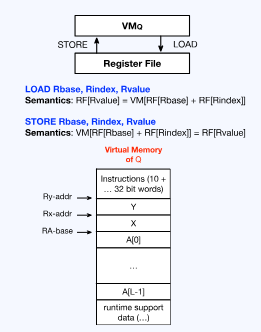 VMQ
STORE
LOAD
Register File
LOAD Rbase, Rindex, Rvalue
Semantics: RF[Rvalue] = VM[RF[Rbase] + RF[Rindex]]
STORE Rbase, Rindex, Rvalue
Semantics: VM[RF[Rbase] + RF[Rindex]] = RF[Rvalue]
Virtual Memory
of Q
Instructions (10 +
... 32 bit words)
Ry-addr
Y
Rx-addr
X
RA-base
A[0]
...
A[L-1]
runtime support
data (...)